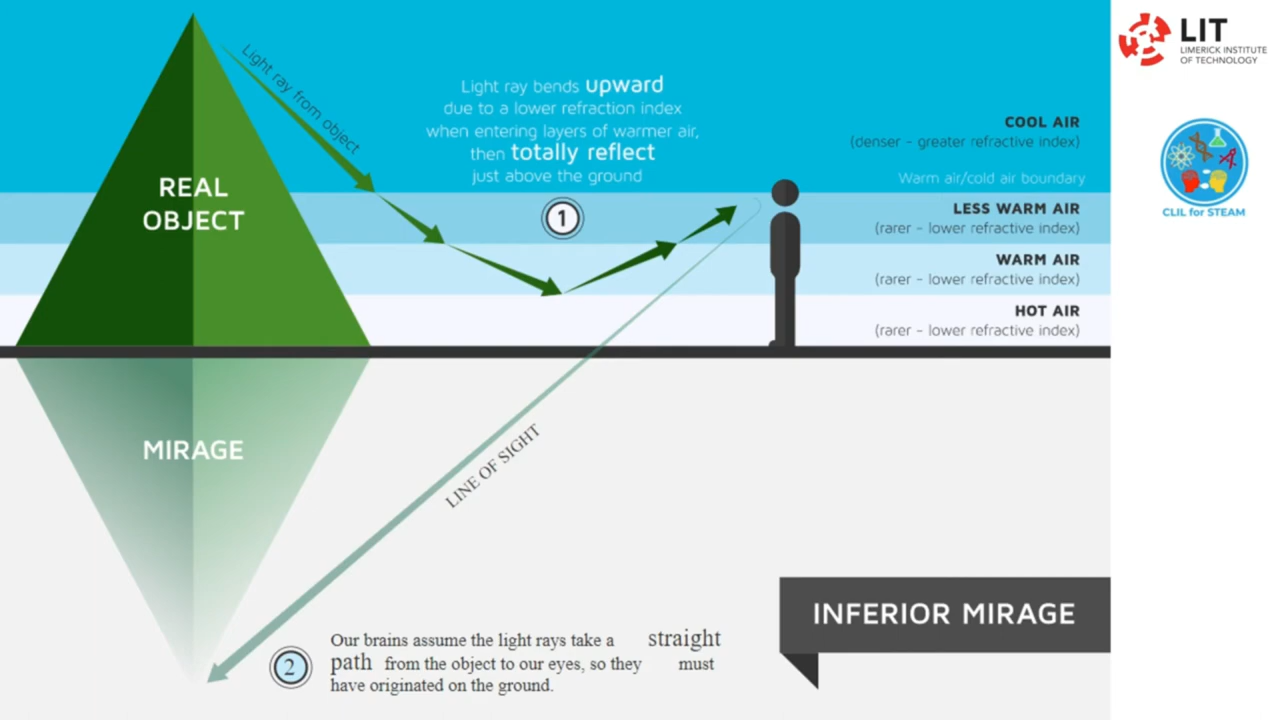 LIT
LIMERICK INSTITUTE
OF TECHNOLOGY
CLIL for STEAM
Light ray from object
Light ray bends upward
due to a lower refraction index
when entering layers of warmer air,
then totally reflect
just above the ground
1
COOL AIR
(denser - greater refractive index)
Warm air/cold air boundary
LESS WARM AIR
(rarer - lower refractive index)
WARM AIR
(rarer - lower refractive index)
HOT AIR
(rarer - lower refractive index)
REAL
OBJECT
MIRAGE
LINE OF SIGHT
2
Our brains assume the light rays take a straight
path from the object to our eyes, so they must
have originated on the ground.
INFERIOR MIRAGE